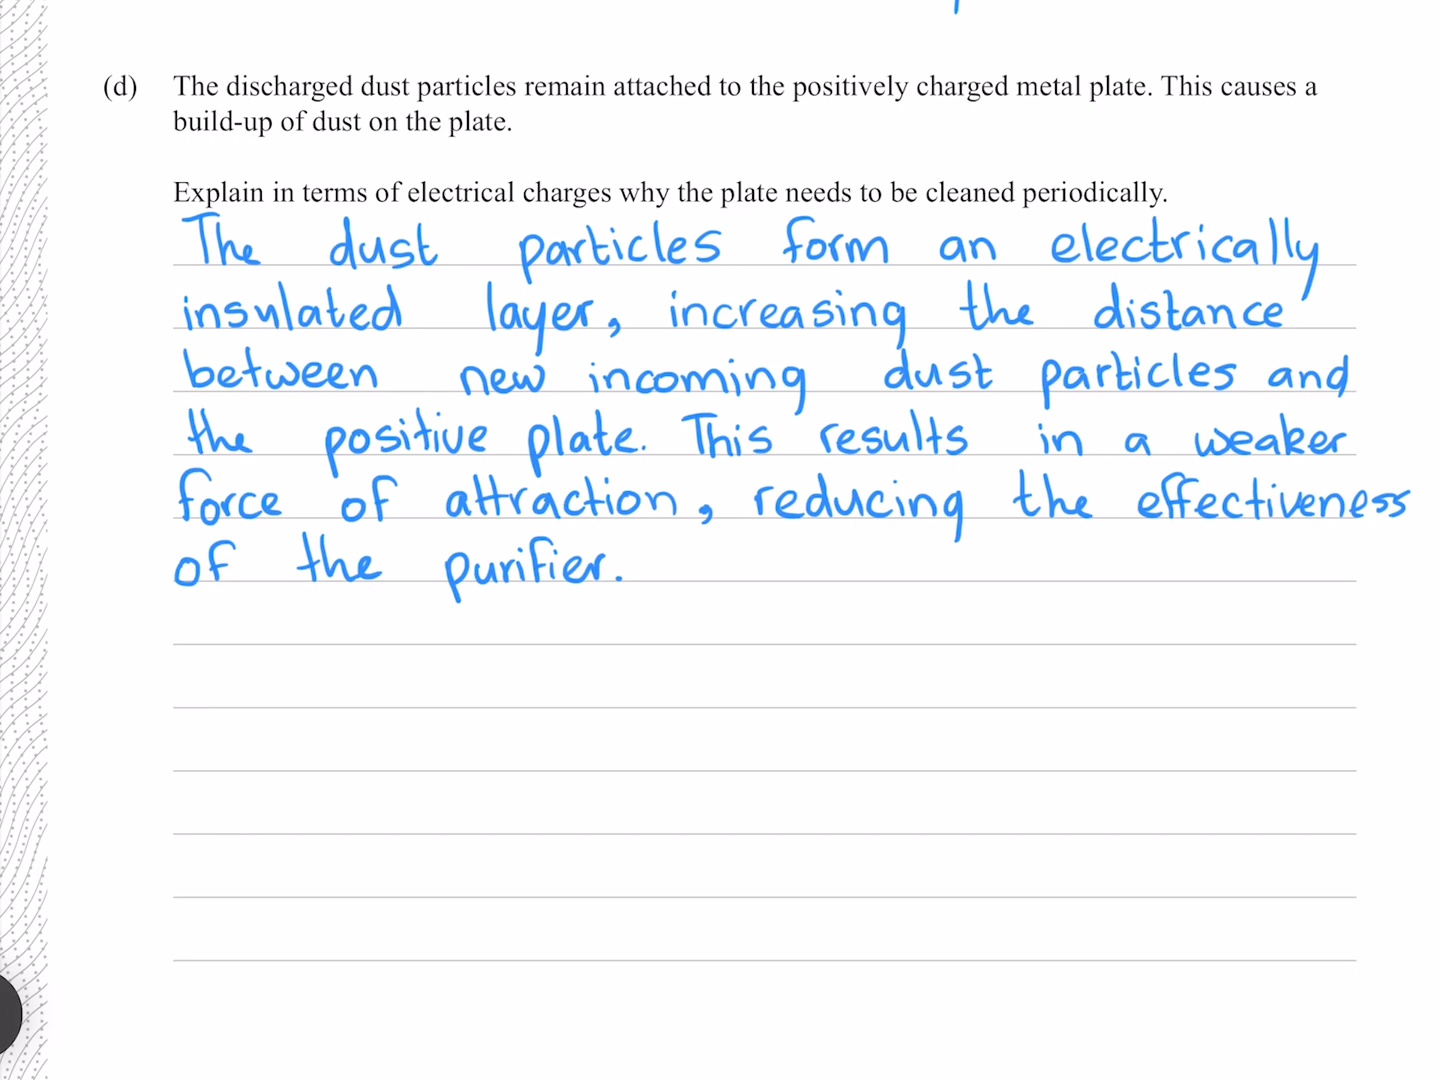 (d) The discharged dust particles remain attached to the positively charged metal plate. This causes a
build-up of dust on the plate.
Explain in terms of electrical charges why the plate needs to be cleaned periodically.
The dust particles form an electrically
insulated layer, increasing the distance
between new incoming dust particles and
the positive plate. This results in a weaker
force of attraction, reducing the effectiveness
of the purifier.